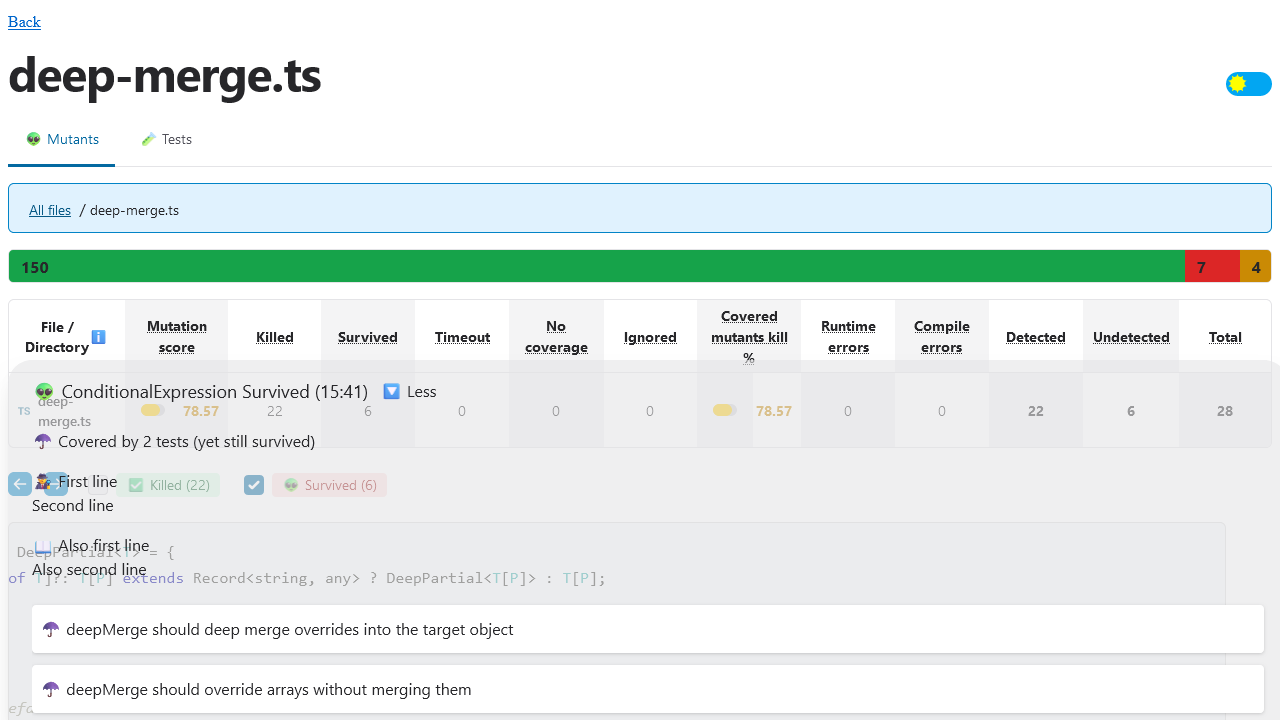 Back
deep-merge.ts
Mutants
Tests
All files / deep-merge.ts
150 7 4
File / Directory
Mutation score
Killed
Survived
Timeout
No coverage
Ignored
Covered mutants kill %
Runtime errors
Compile errors
Detected
Undetected
Total
ConditionalExpression Survived (15:41) Less
TS deep-merge.ts 78.57 22 6 0 0 0 78.57 0 0 22 6 28
Covered by 2 tests (yet still survived)
First line
Killed (22) Survived (6)
Second line
Also first line
DeepPartial<T> = {
Also second line
of T]?: T[P] extends Record<string, any> ? DeepPartial<T[P]> : T[P];
deepMerge should deep merge overrides into the target object
deepMerge should override arrays without merging them